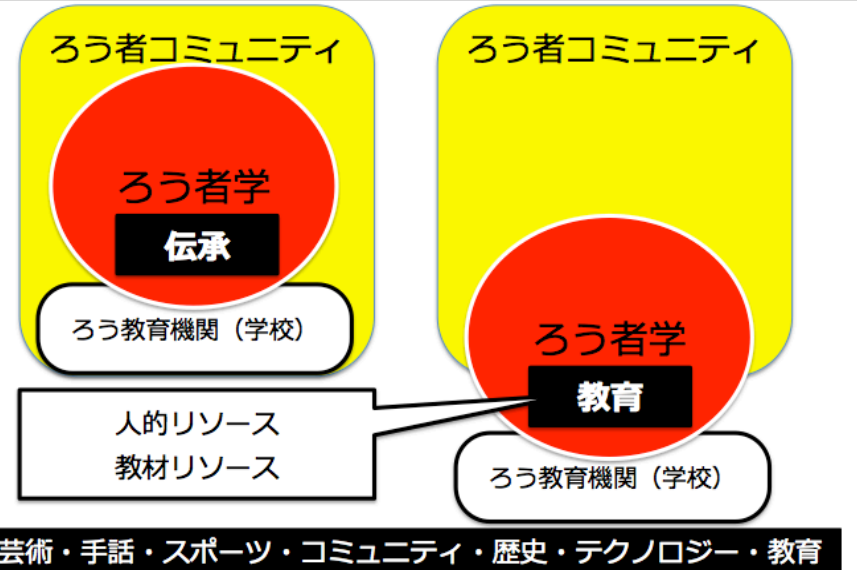 ろう者コミュニティ
ろう者学
伝承
ろう教育機関（学校）
ろう者コミュニティ
ろう者学
教育
ろう教育機関（学校）
人的リソース
教材リソース
芸術・手話・スポーツ・コミュニティ・歴史・テクノロジー・教育